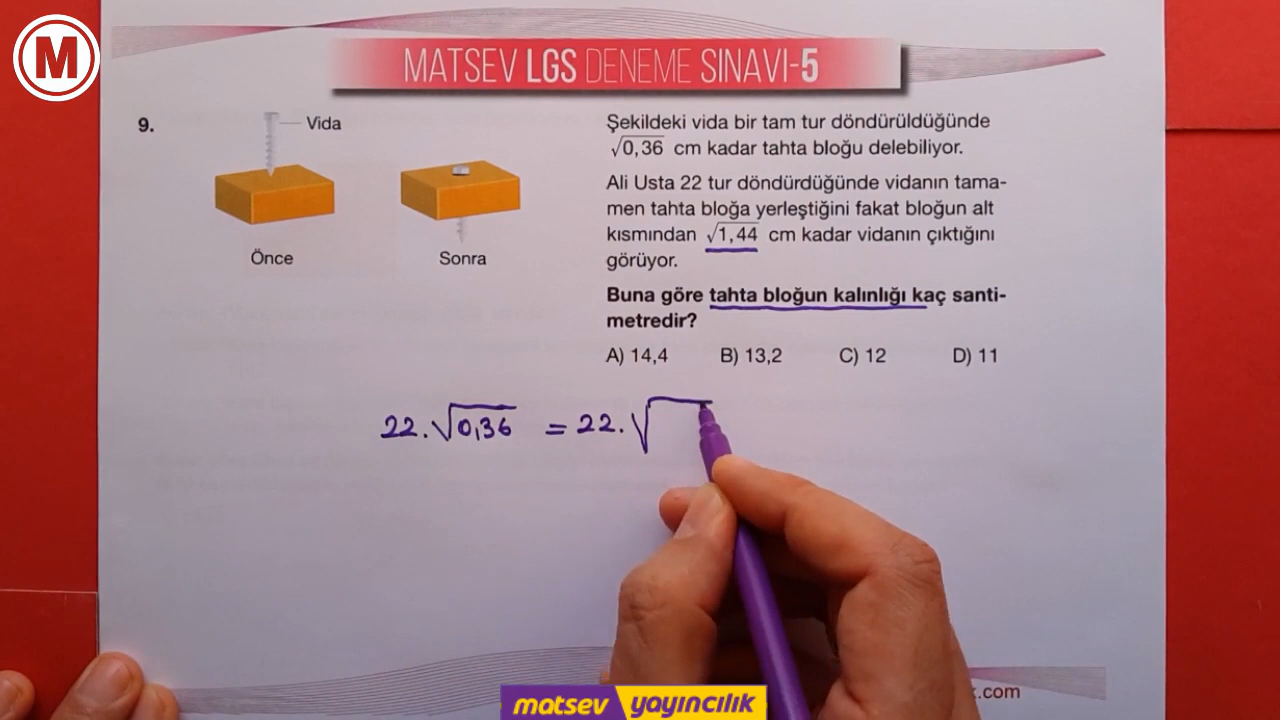 M
MATSEV LGS DENEME SINAVI-5
9.
Vida
Önce
Sonra
Şekildeki vida bir tam tur döndürüldüğünde
√0,36 cm kadar tahta bloğu delebiliyor.
Ali Usta 22 tur döndürdüğünde vidanın tama-
men tahta bloğa yerleştiğini fakat bloğun alt
kısmından √1,44 cm kadar vidanın çıktığını
görüyor.
Buna göre tahta bloğun kalınlığı kaç santi-
metredir?
A) 14,4 B) 13,2 C) 12 D) 11
22.√0,36 = 22.√
.com
matsev yayıncılık